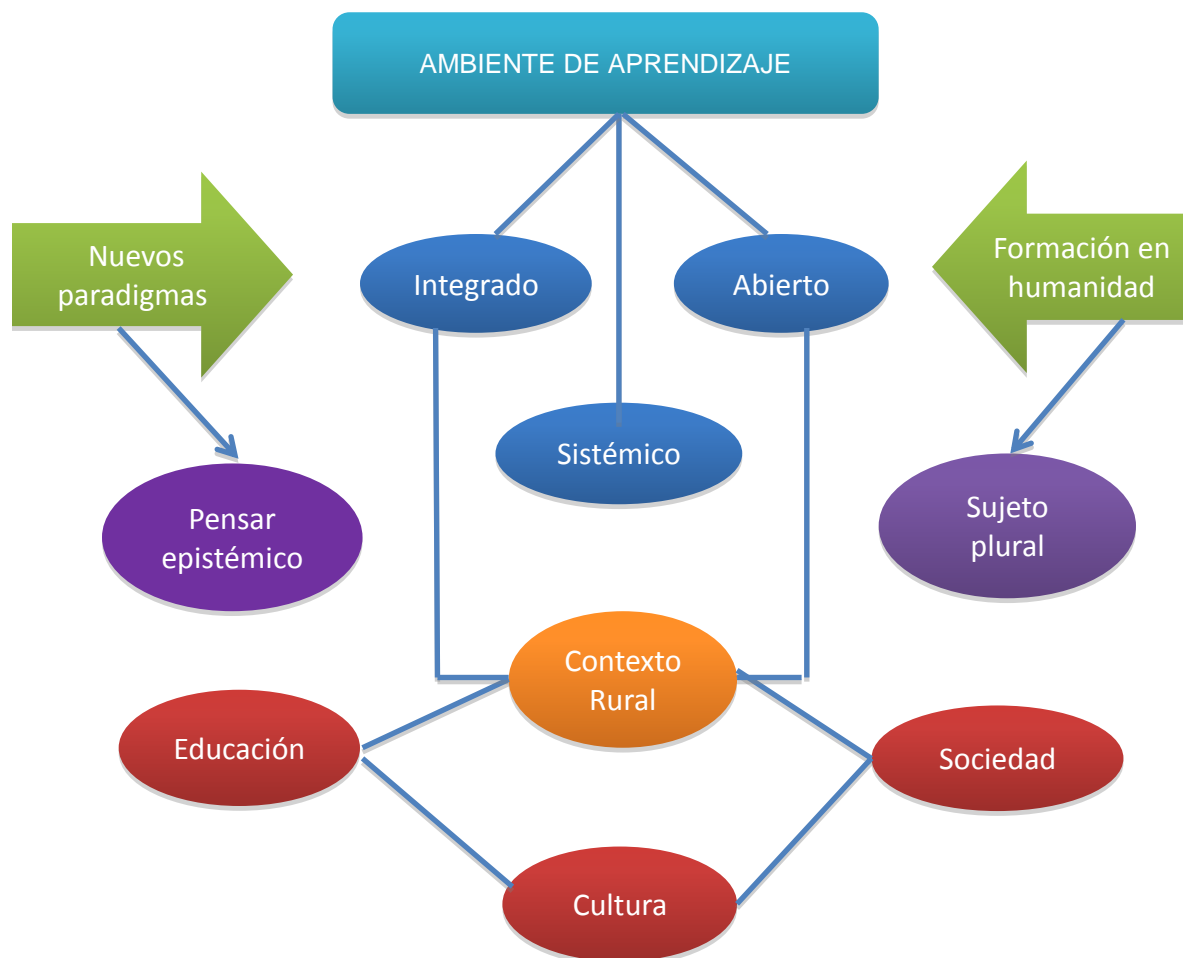 AMBIENTE DE APRENDIZAJE
Nuevos
paradigmas
Integrado
Abierto
Formación en
humanidad
Sistémico
Pensar
epistémico
Sujeto
plural
Contexto
Rural
Educación
Sociedad
Cultura